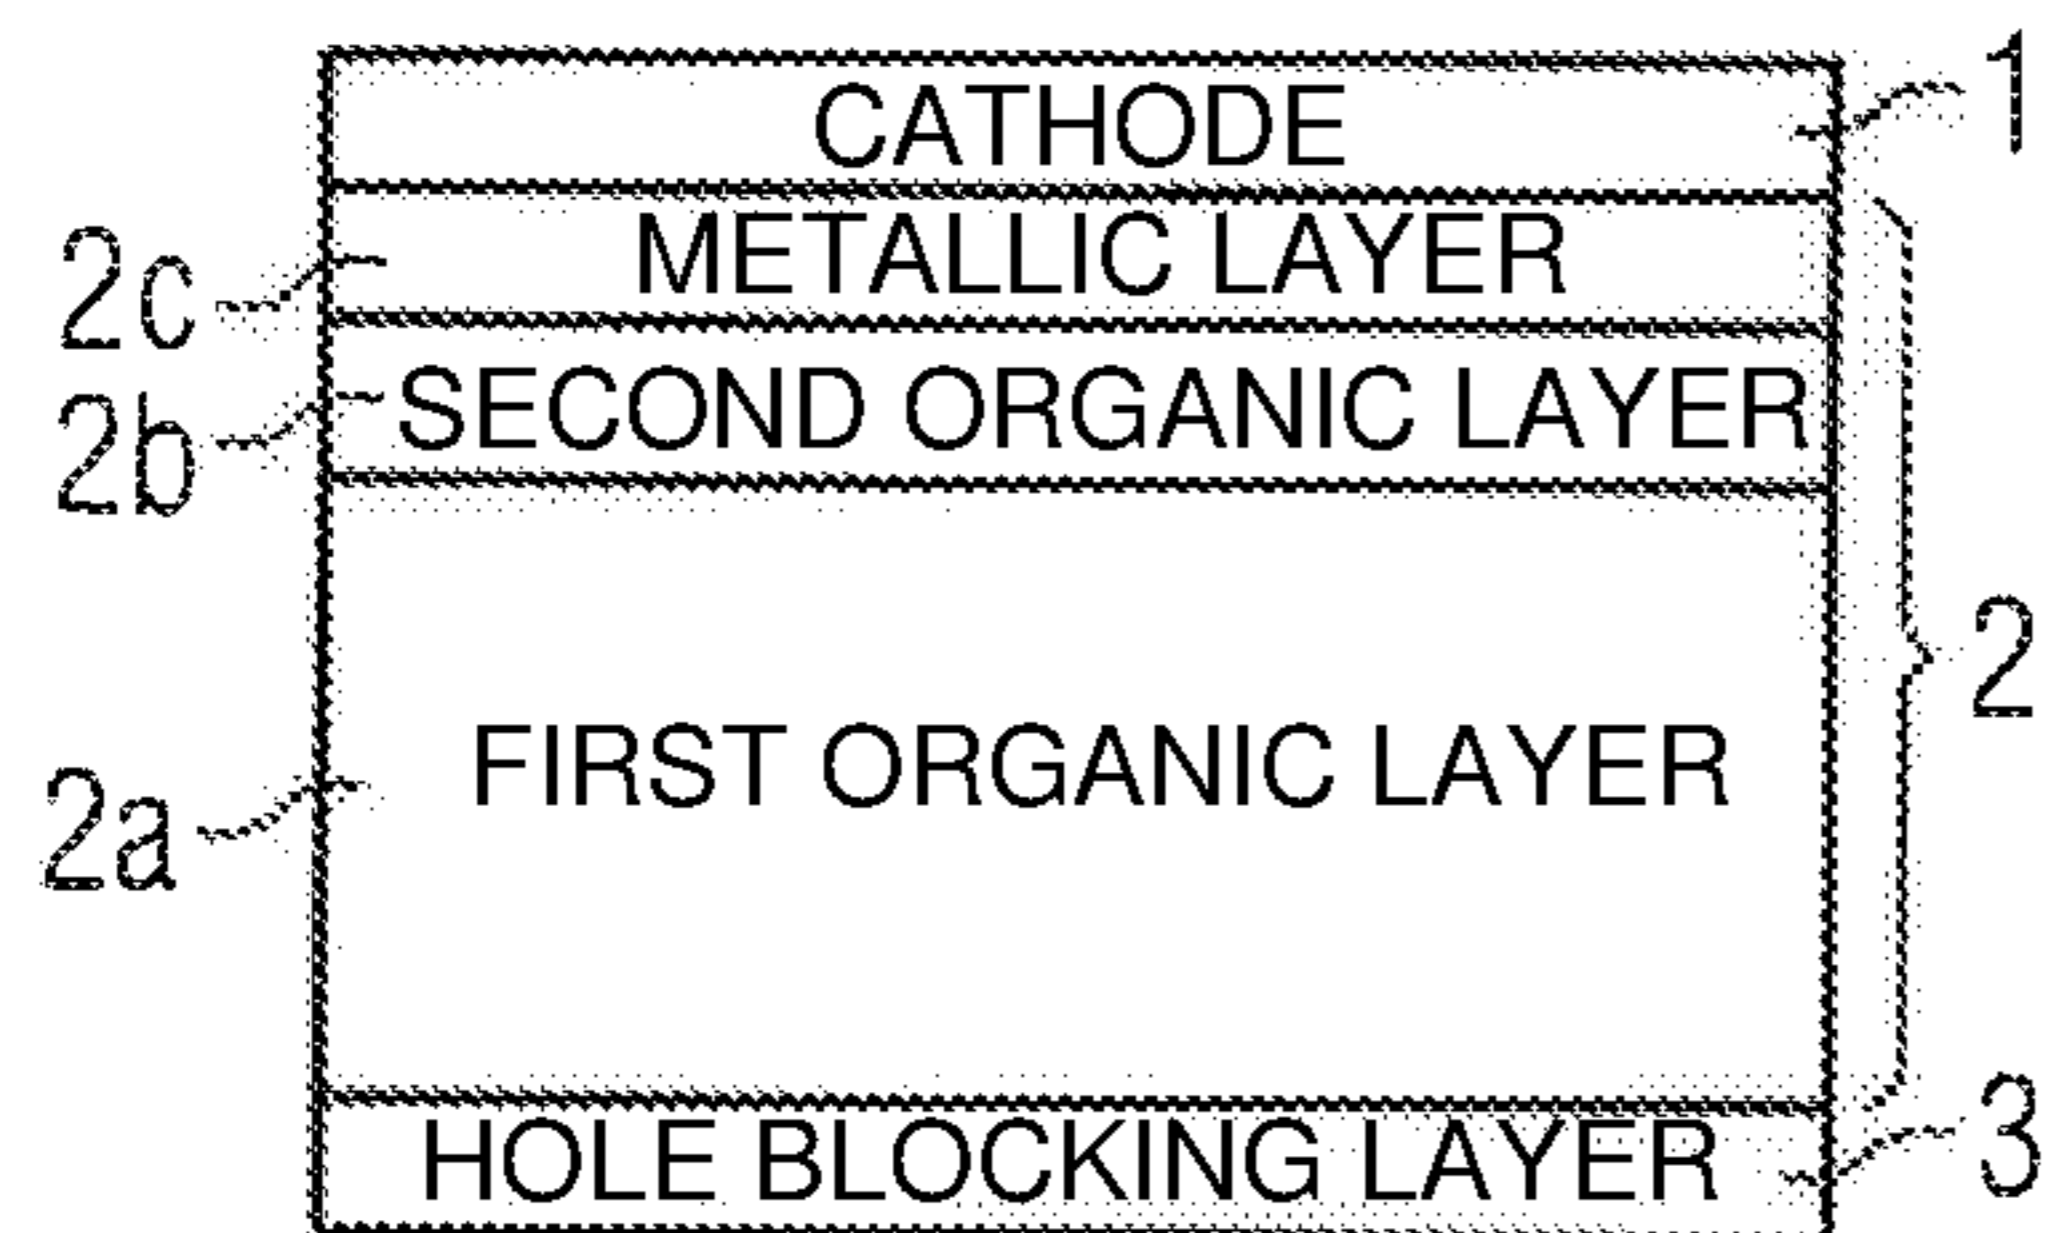 CATHODE
1
METALLIC LAYER
2c
SECOND ORGANIC LAYER
2b
2
FIRST ORGANIC LAYER
2a
HOLE BLOCKING LAYER
3